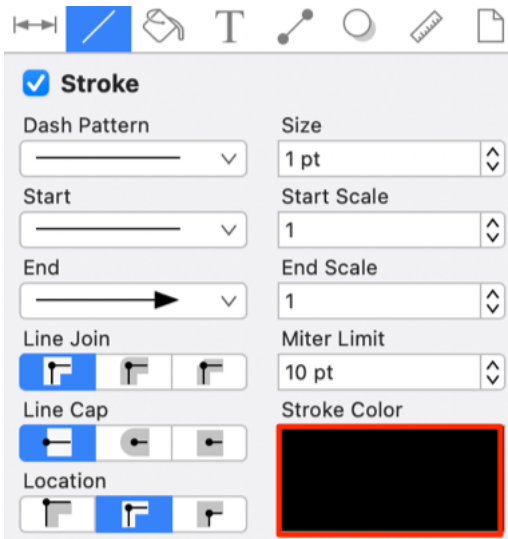 T
Stroke
Dash Pattern
Size
1 pt
Start
Start Scale
1
End
End Scale
1
Line Join
Miter Limit
10 pt
Line Cap
Stroke Color
Location